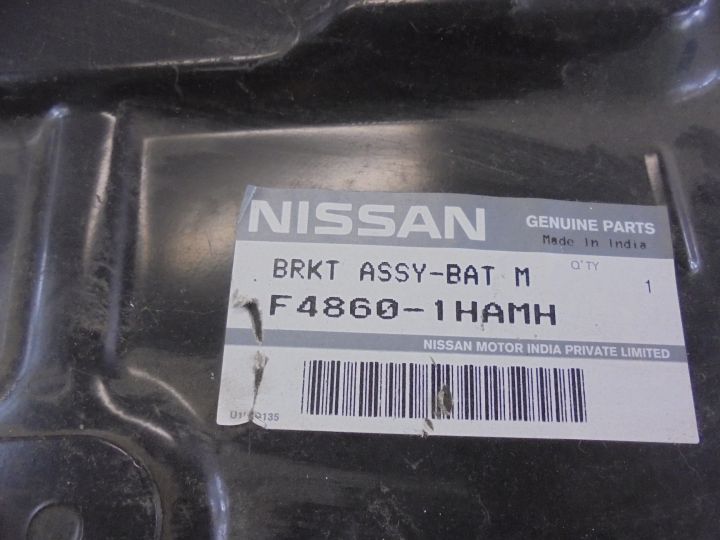 NISSAN GENUINE PARTS
Made in India
BRKT ASSY-BAT M Q'TY
1
F4860-1HAMH
NISSAN MOTOR INDIA PRIVATE LIMITED